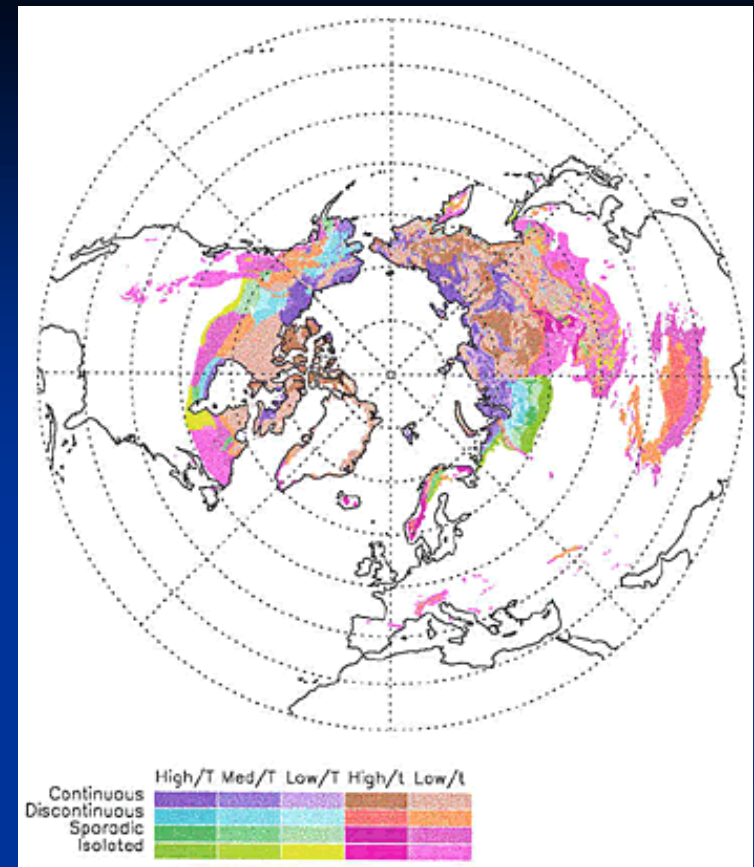 High/T Med/T Low/T High/t Low/t
Continuous
Discontinuous
Sporadic
Isolated